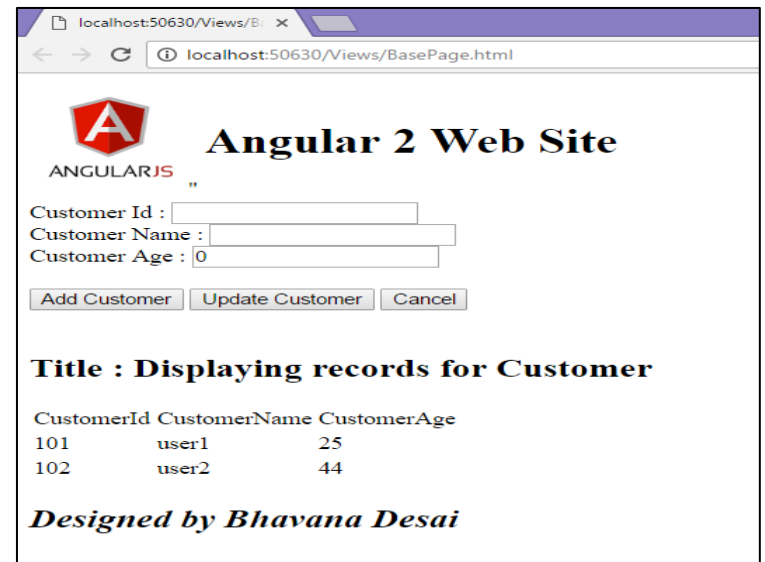 localhost:50630/Views/Ba
localhost:50630/Views/BasePage.html
ANGULARJS
Angular 2 Web Site
"
Customer Id :
Customer Name :
Customer Age : 0
Add Customer Update Customer Cancel
Title : Displaying records for Customer
CustomerId CustomerName CustomerAge
101 user1 25
102 user2 44
Designed by Bhavana Desai